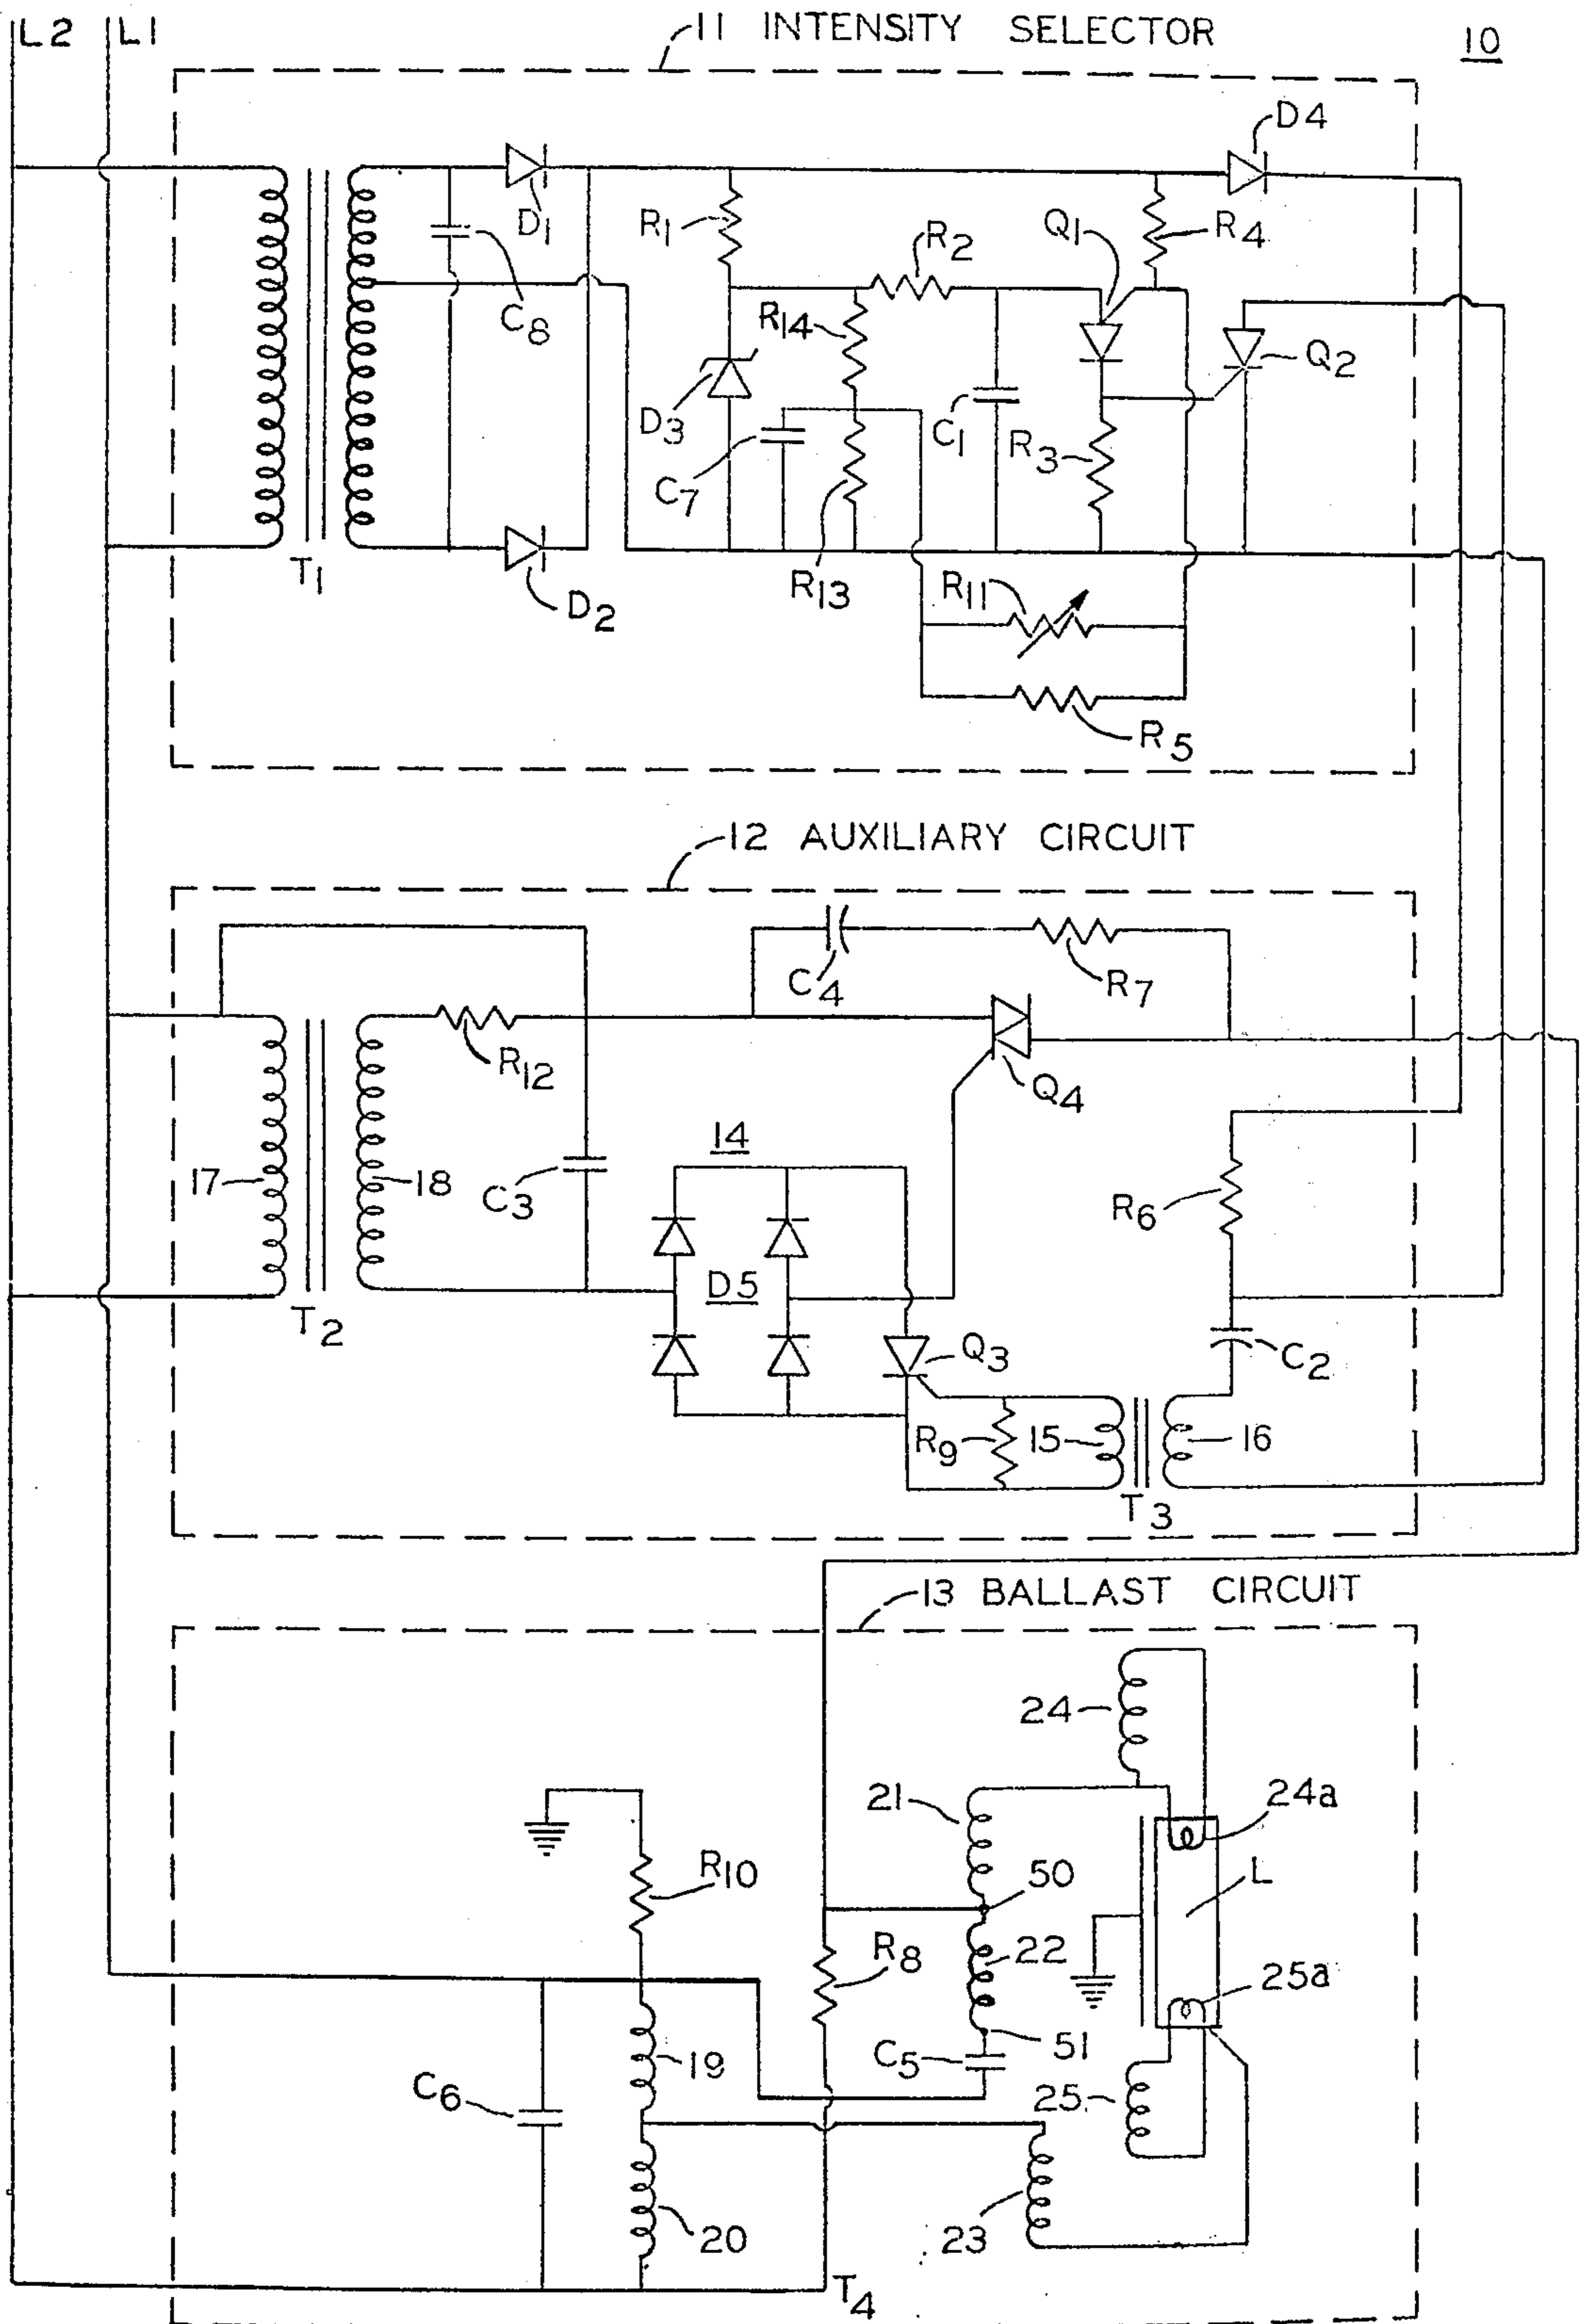 L2 L1
11 INTENSITY SELECTOR
10
D4
D1
R1
Q1
R4
R2
C8
R14
Q2
D3
C1
R3
C7
T1
R13
R11
D2
R5
12 AUXILIARY CIRCUIT
C4
R7
R12
Q4
14
17
18
C3
R6
D5
T2
Q3
C2
R9
15
16
T3
13 BALLAST CIRCUIT
24
21
24a
R10
50
L
R8
22
25a
51
19
C5
C6
25
20
23
T4